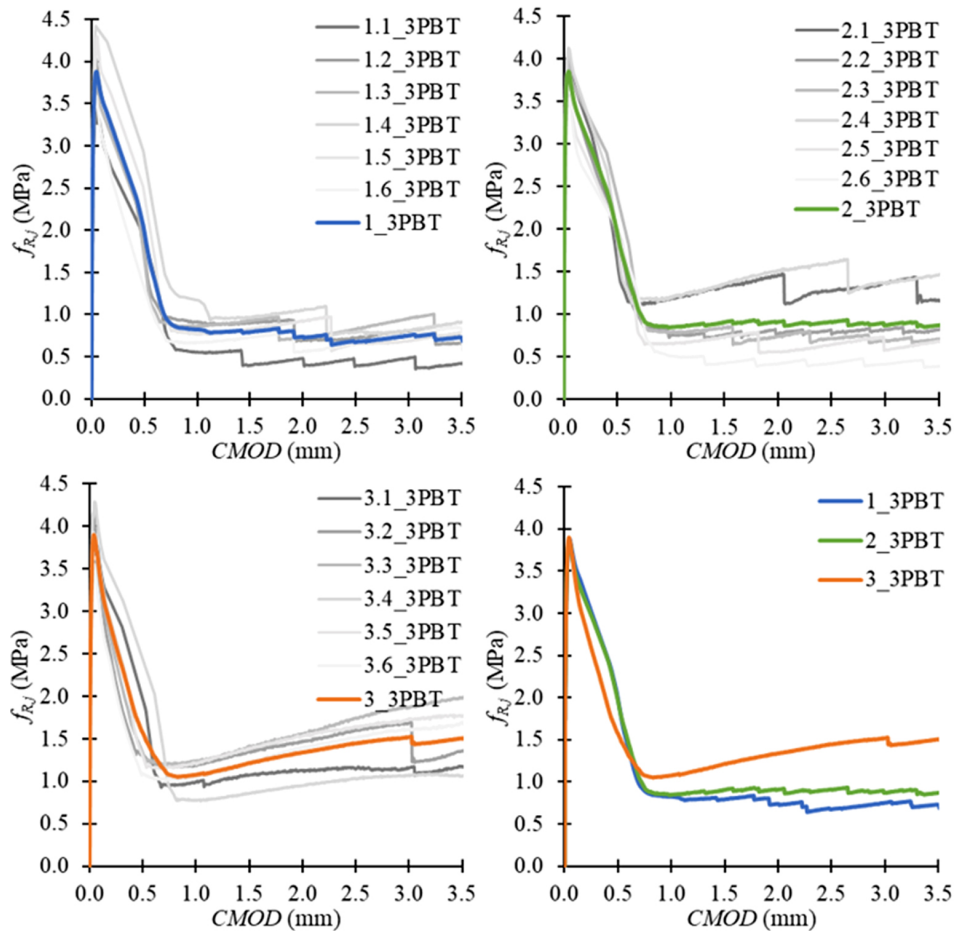 4.5
4.0
3.5
3.0
2.5
2.0
1.5
1.0
0.5
0.0
f_Rj (MPa)
1.1_3PBT
1.2_3PBT
1.3_3PBT
1.4_3PBT
1.5_3PBT
1.6_3PBT
1_3PBT
0.0 0.5 1.0 1.5 2.0 2.5 3.0 3.5
CMOD (mm)
4.5
4.0
3.5
3.0
2.5
2.0
1.5
1.0
0.5
0.0
f_Rj (MPa)
2.1_3PBT
2.2_3PBT
2.3_3PBT
2.4_3PBT
2.5_3PBT
2.6_3PBT
2_3PBT
0.0 0.5 1.0 1.5 2.0 2.5 3.0 3.5
CMOD (mm)
4.5
4.0
3.5
3.0
2.5
2.0
1.5
1.0
0.5
0.0
f_Rj (MPa)
3.1_3PBT
3.2_3PBT
3.3_3PBT
3.4_3PBT
3.5_3PBT
3.6_3PBT
3_3PBT
0.0 0.5 1.0 1.5 2.0 2.5 3.0 3.5
CMOD (mm)
4.5
4.0
3.5
3.0
2.5
2.0
1.5
1.0
0.5
0.0
f_Rj (MPa)
1_3PBT
2_3PBT
3_3PBT
0.0 0.5 1.0 1.5 2.0 2.5 3.0 3.5
CMOD (mm)